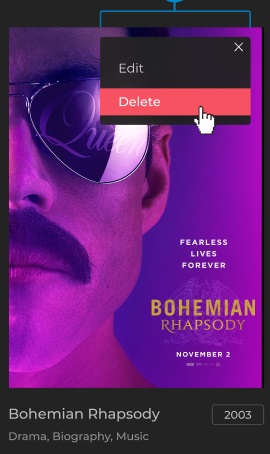 Edit
Delete
Queen
FEARLESS
LIVES
FOREVER
BOHEMIAN
RHAPSODY
NOVEMBER 2
Bohemian Rhapsody
2003
Drama, Biography, Music